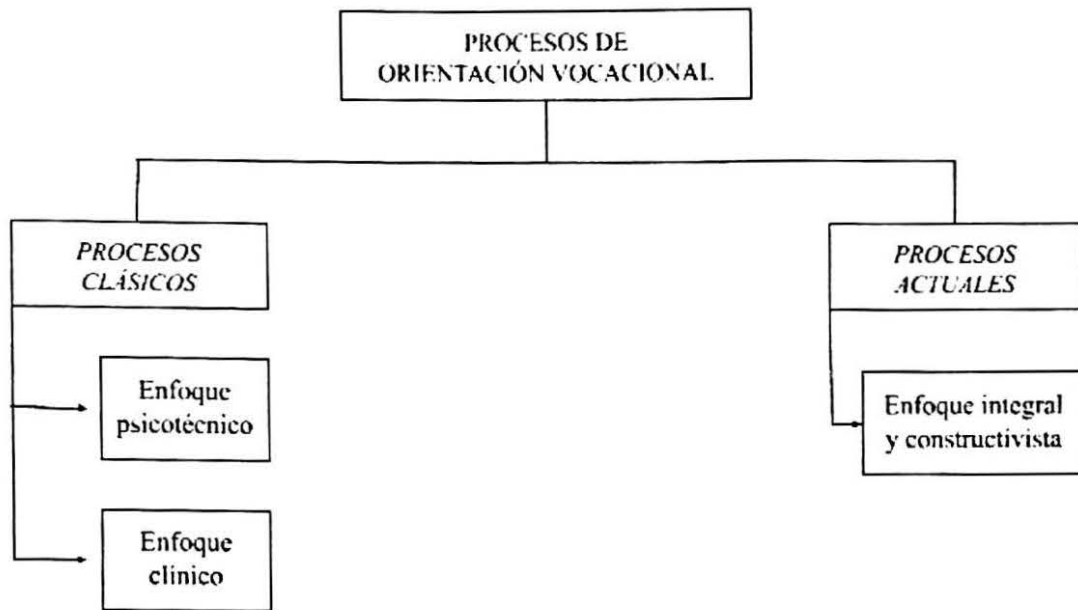 PROCESOS DE
ORIENTACIÓN VOCACIONAL
PROCESOS
CLÁSICOS
Enfoque
psicotécnico
Enfoque
clínico
PROCESOS
ACTUALES
Enfoque integral
y constructivista